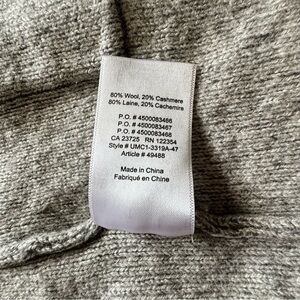 80% Wool, 20% Cashmere
80% Laine, 20% Cachemire
P.O. # 4500083466
P.O. # 4500083467
P.O. # 4500083468
CA 23725 RN 122354
Style # UMC1-3319A-47
Article # 49488
Made in China
Fabriqué en Chine